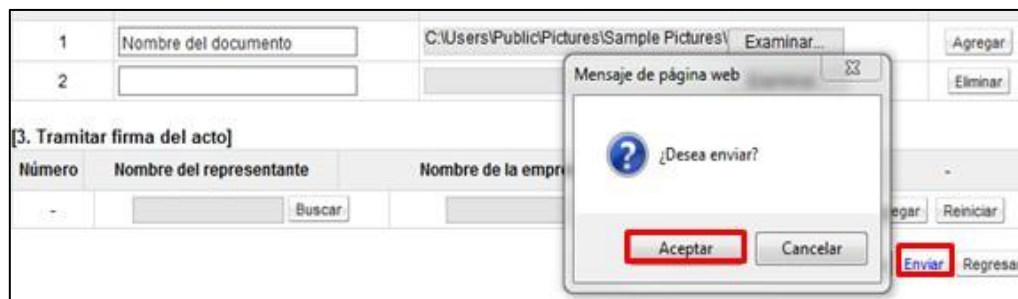 1 Nombre del documento C:\Users\Public\Pictures\Sample Pictures\ Examinar... Agregar
Mensaje de página web
2 Eliminar
[3. Tramitar firma del acto]
¿Desea enviar?
Número Nombre del representante Nombre de la empre -
- Buscar egar Reiniciar
Aceptar Cancelar
Enviar Regresar